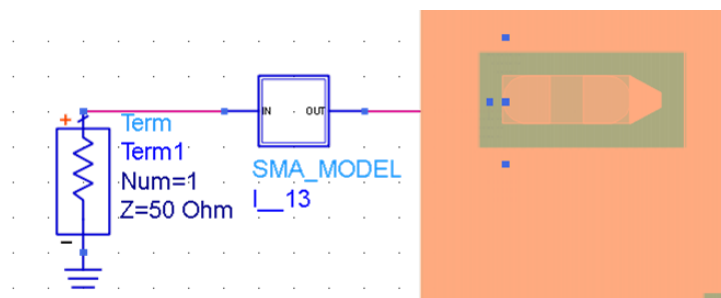 +
Term
Term1
Num=1
Z=50 Ohm
−
IN OUT
SMA_MODEL
I__13